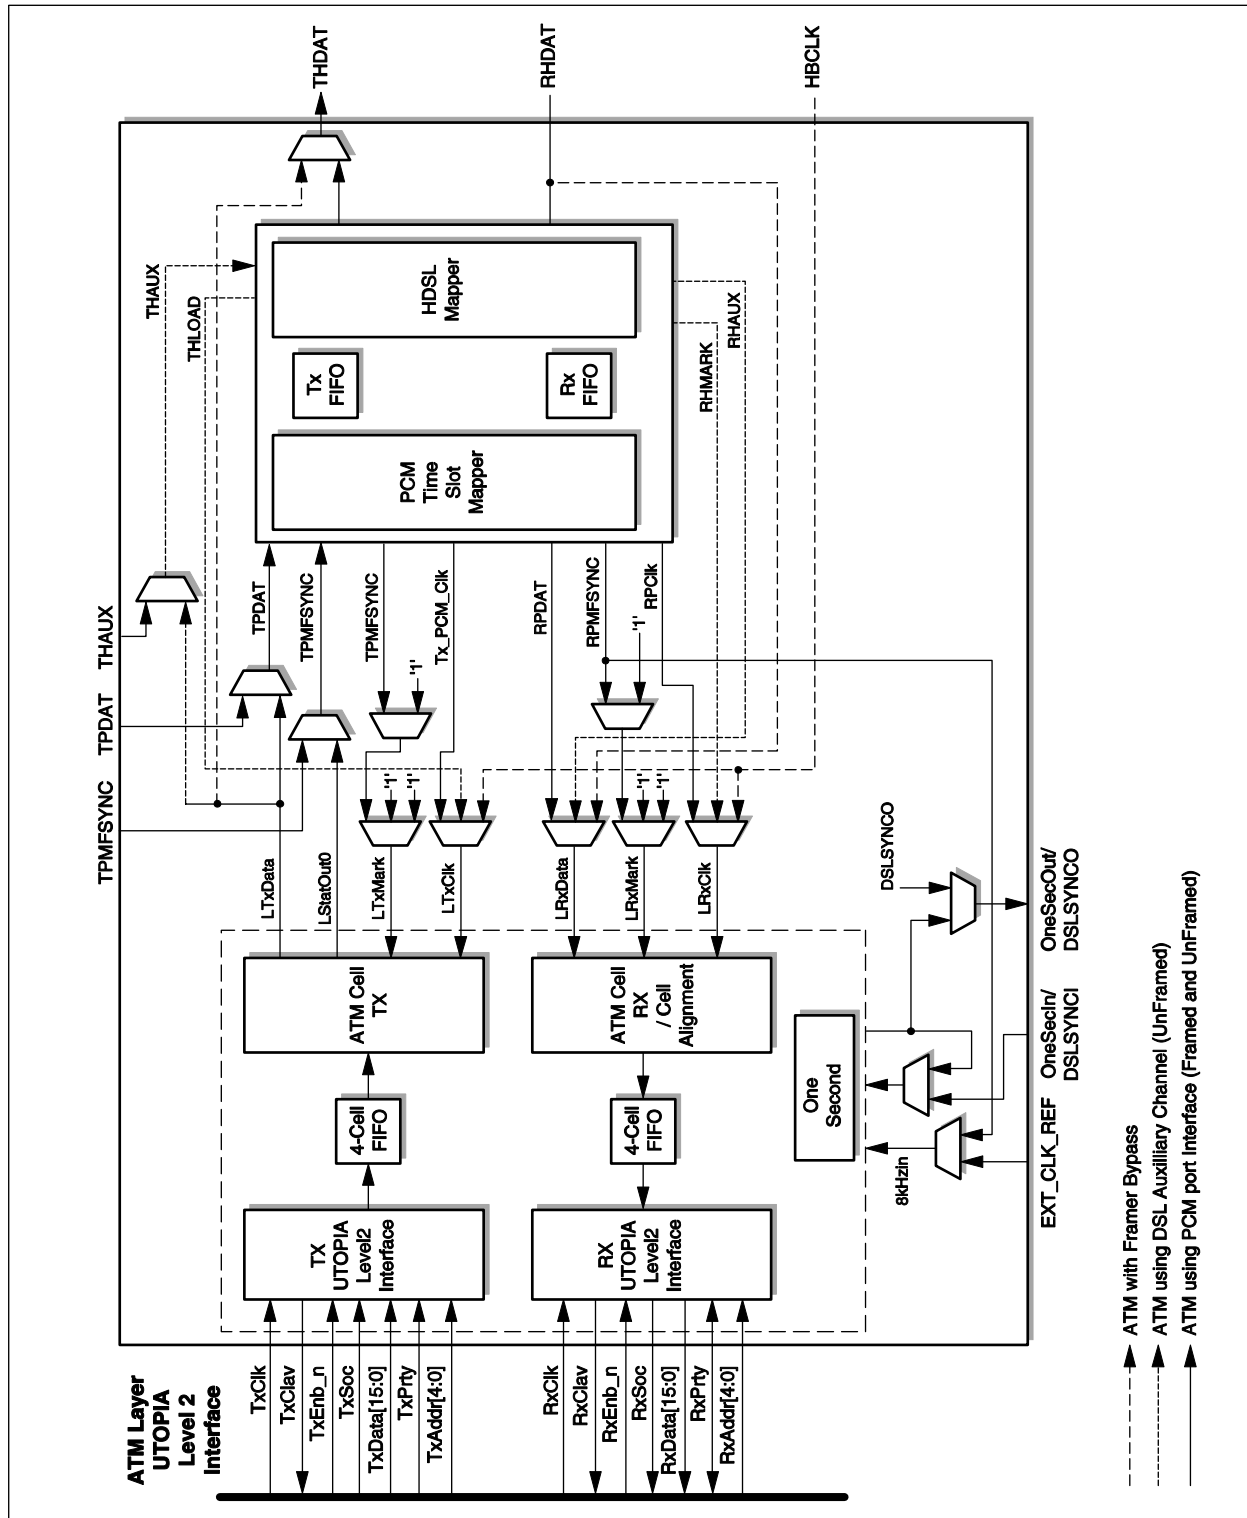 THDAT
RHDAT
HBCLK
THAUX
THLOAD
HDSL
Mapper
Tx
FIFO
Rx
FIFO
PCM
Time
Slot
Mapper
RHMARK
RHAUX
THAUX
TPDAT
TPMFSYNC
TPDAT
TPMFSYNC
TPMFSYNC
Tx_PCM_Clk
RPDAT
RPMFSYNC
RPClk
'1'
'1'
'1'
'1'
'1'
'1'
LTxData
LStatOut0
LTxMark
LTxClk
LRxData
LRxMark
LRxClk
DSLSYNCO
ATM Cell
TX
ATM Cell
RX
/ Cell
Alignment
4-Cell
FIFO
4-Cell
FIFO
One
Second
8kHzin
OneSecOut/
DSLSYNCO
OneSecIn/
DSLSYNCI
EXT_CLK_REF
TX
UTOPIA
Level2
Interface
RX
UTOPIA
Level2
Interface
ATM Layer
UTOPIA
Level 2
Interface
TxClk
TxClav
TxEnb_n
TxSoc
TxData[15:0]
TxPrty
TxAddr[4:0]
RxClk
RxClav
RxEnb_n
RxSoc
RxData[15:0]
RxPrty
RxAddr[4:0]
ATM with Framer Bypass
ATM using DSL Auxilliary Channel (UnFramed)
ATM using PCM port Interface (Framed and UnFramed)